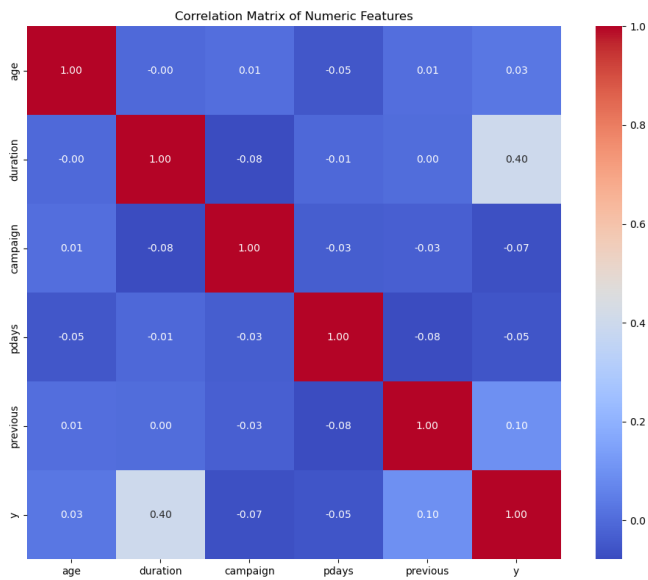 Correlation Matrix of Numeric Features
age 1.00 -0.00 0.01 -0.05 0.01 0.03
duration -0.00 1.00 -0.08 -0.01 0.00 0.40
campaign 0.01 -0.08 1.00 -0.03 -0.03 -0.07
pdays -0.05 -0.01 -0.03 1.00 -0.08 -0.05
previous 0.01 0.00 -0.03 -0.08 1.00 0.10
y 0.03 0.40 -0.07 -0.05 0.10 1.00
age duration campaign pdays previous y
1.0
0.8
0.6
0.4
0.2
0.0